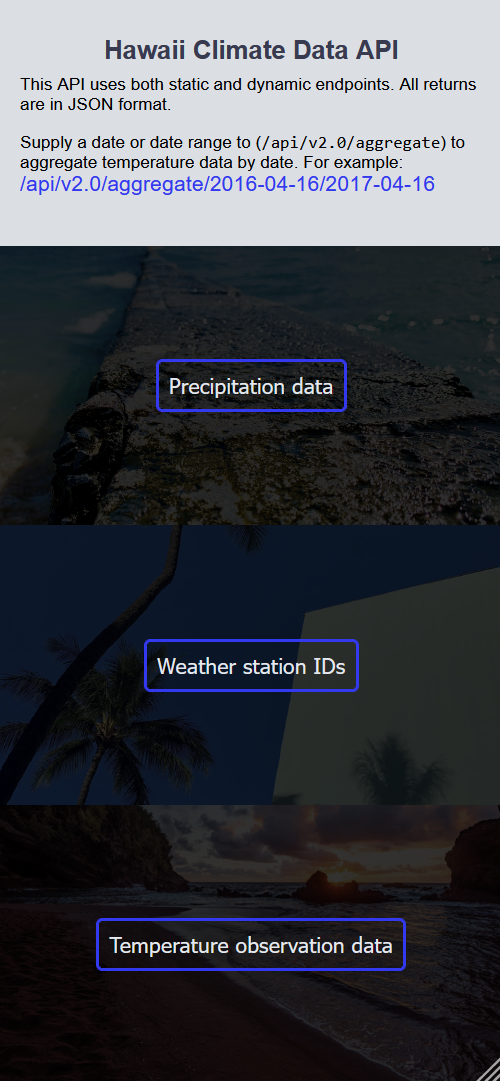 Hawaii Climate Data API
This API uses both static and dynamic endpoints. All returns
are in JSON format.
Supply a date or date range to (/api/v2.0/aggregate) to
aggregate temperature data by date. For example:
/api/v2.0/aggregate/2016-04-16/2017-04-16
Precipitation data
Weather station IDs
Temperature observation data